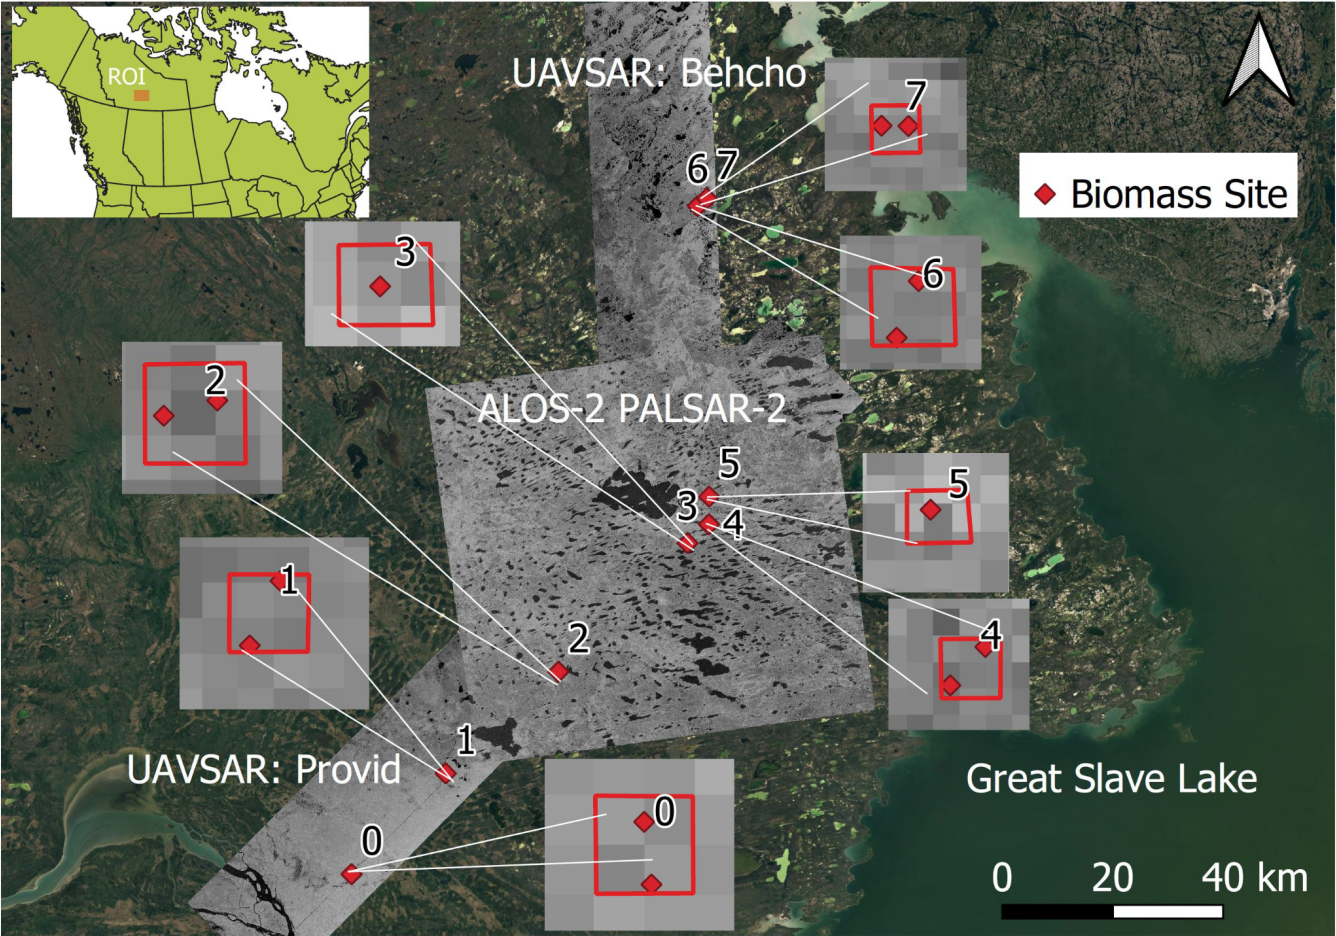 ROI
UAVSAR: Behcho
7
6 7
Biomass Site
3
6
2
ALOS-2 PALSAR-2
5
3
4
5
1
2
4
1
UAVSAR: Provid
Great Slave Lake
0
0
0 20 40 km